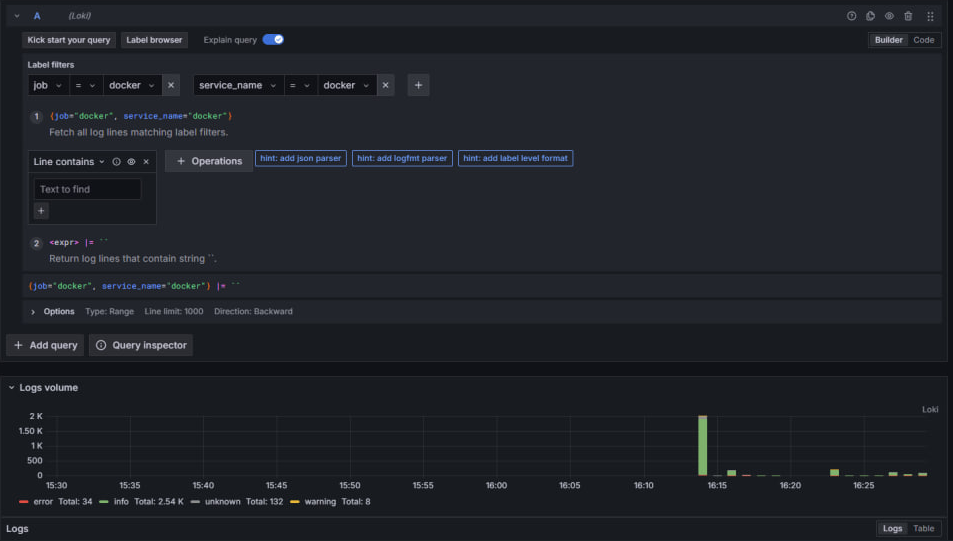 A (Loki)
Kick start your query Label browser Explain query Builder Code
Label filters
job = docker service_name = docker
1 {job="docker", service_name="docker"}
Fetch all log lines matching label filters.
Line contains + Operations hint: add json parser hint: add logfmt parser hint: add label level format
Text to find
+
2 <expr> |= ``
Return log lines that contain string ``.
{job="docker", service_name="docker"} |= ``
Options Type: Range Line limit: 1000 Direction: Backward
+ Add query Query inspector
Logs volume
Loki
2 K
1.50 K
1 K
500
0
15:30 15:35 15:40 15:45 15:50 15:55 16:00 16:05 16:10 16:15 16:20 16:25
error Total: 34 info Total: 2.54 K unknown Total: 132 warning Total: 8
Logs Logs Table